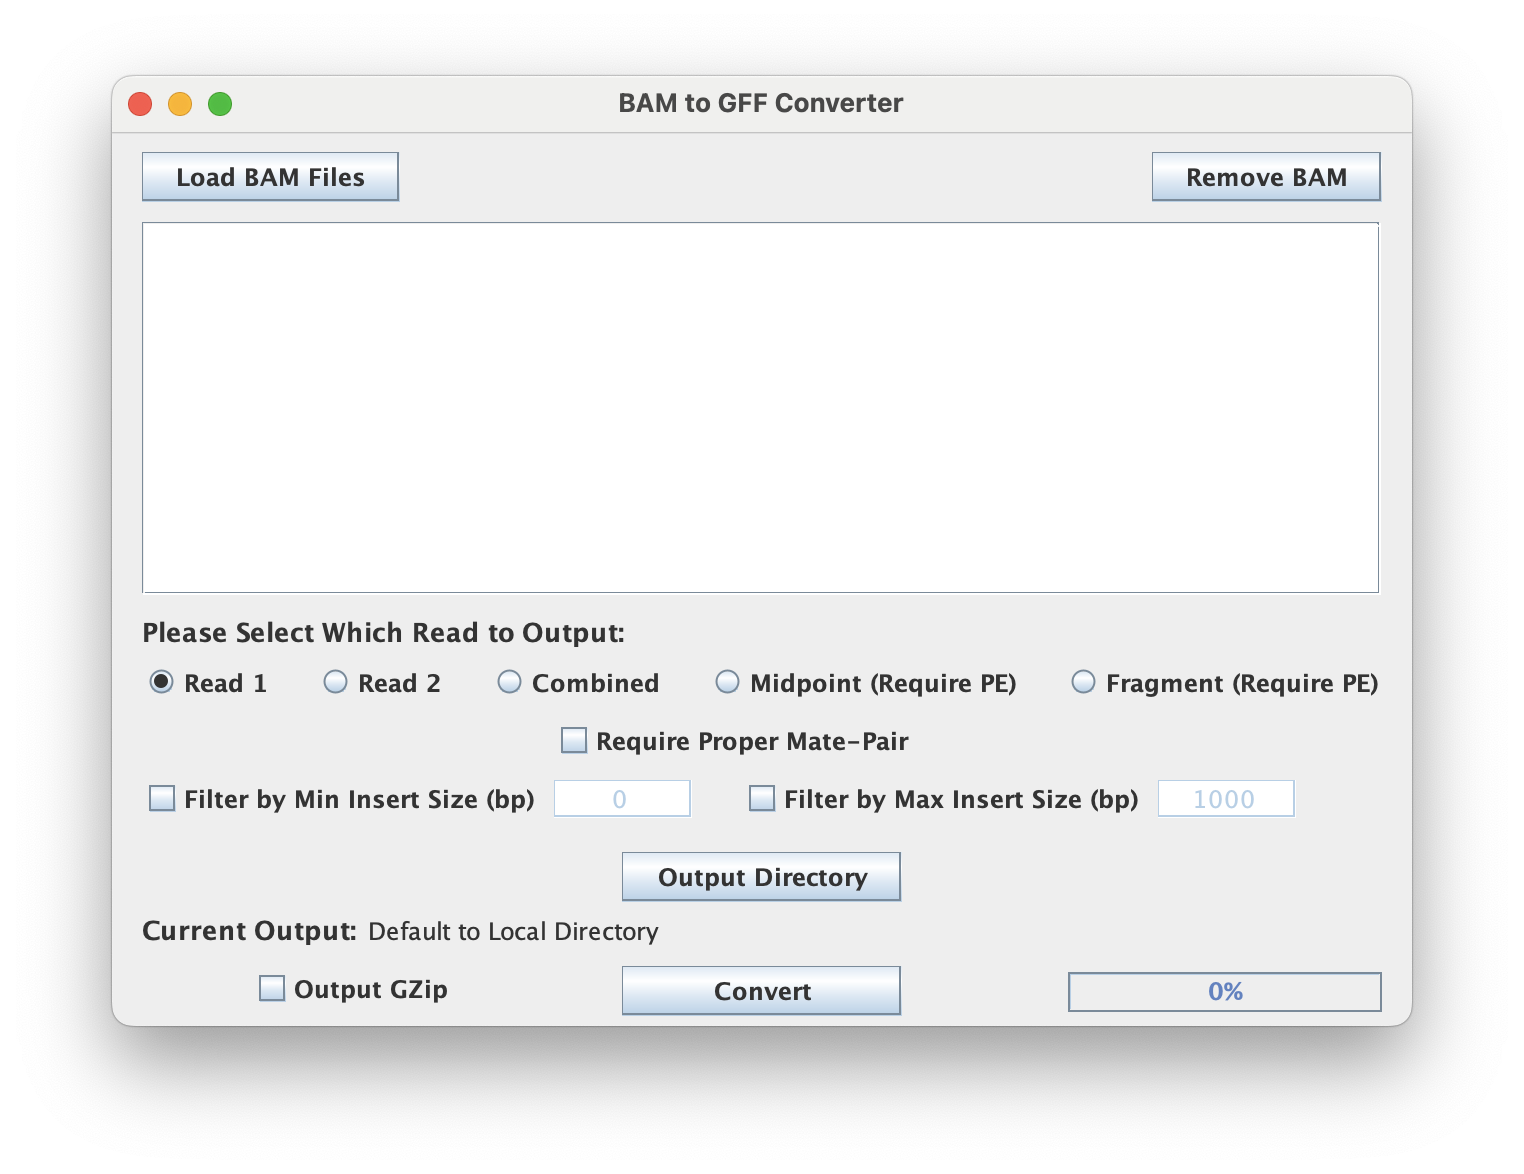 BAM to GFF Converter
Load BAM Files Remove BAM
Please Select Which Read to Output:
Read 1 Read 2 Combined Midpoint (Require PE) Fragment (Require PE)
Require Proper Mate-Pair
Filter by Min Insert Size (bp) 0 Filter by Max Insert Size (bp) 1000
Output Directory
Current Output: Default to Local Directory
Output GZip Convert 0%